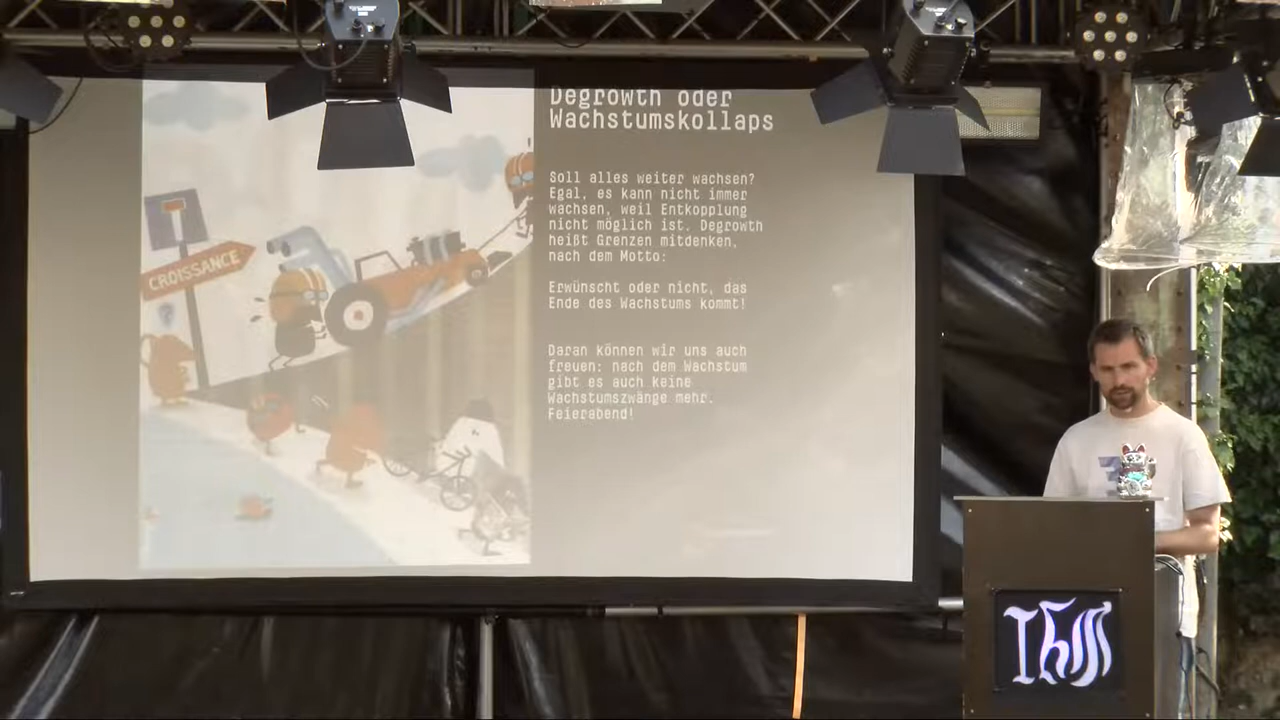 Degrowth oder
Wachstumskollaps
Soll alles weiter wachsen?
Egal, es kann nicht immer
wachsen, weil Entkopplung
nicht möglich ist. Degrowth
heißt Grenzen mitdenken,
nach dem Motto:
Erwünscht oder nicht, das
Ende des Wachstums kommt!
Daran können wir uns auch
freuen: nach dem Wachstum
gibt es auch keine
Wachstumszwänge mehr.
Feierabend!
CROISSANCE